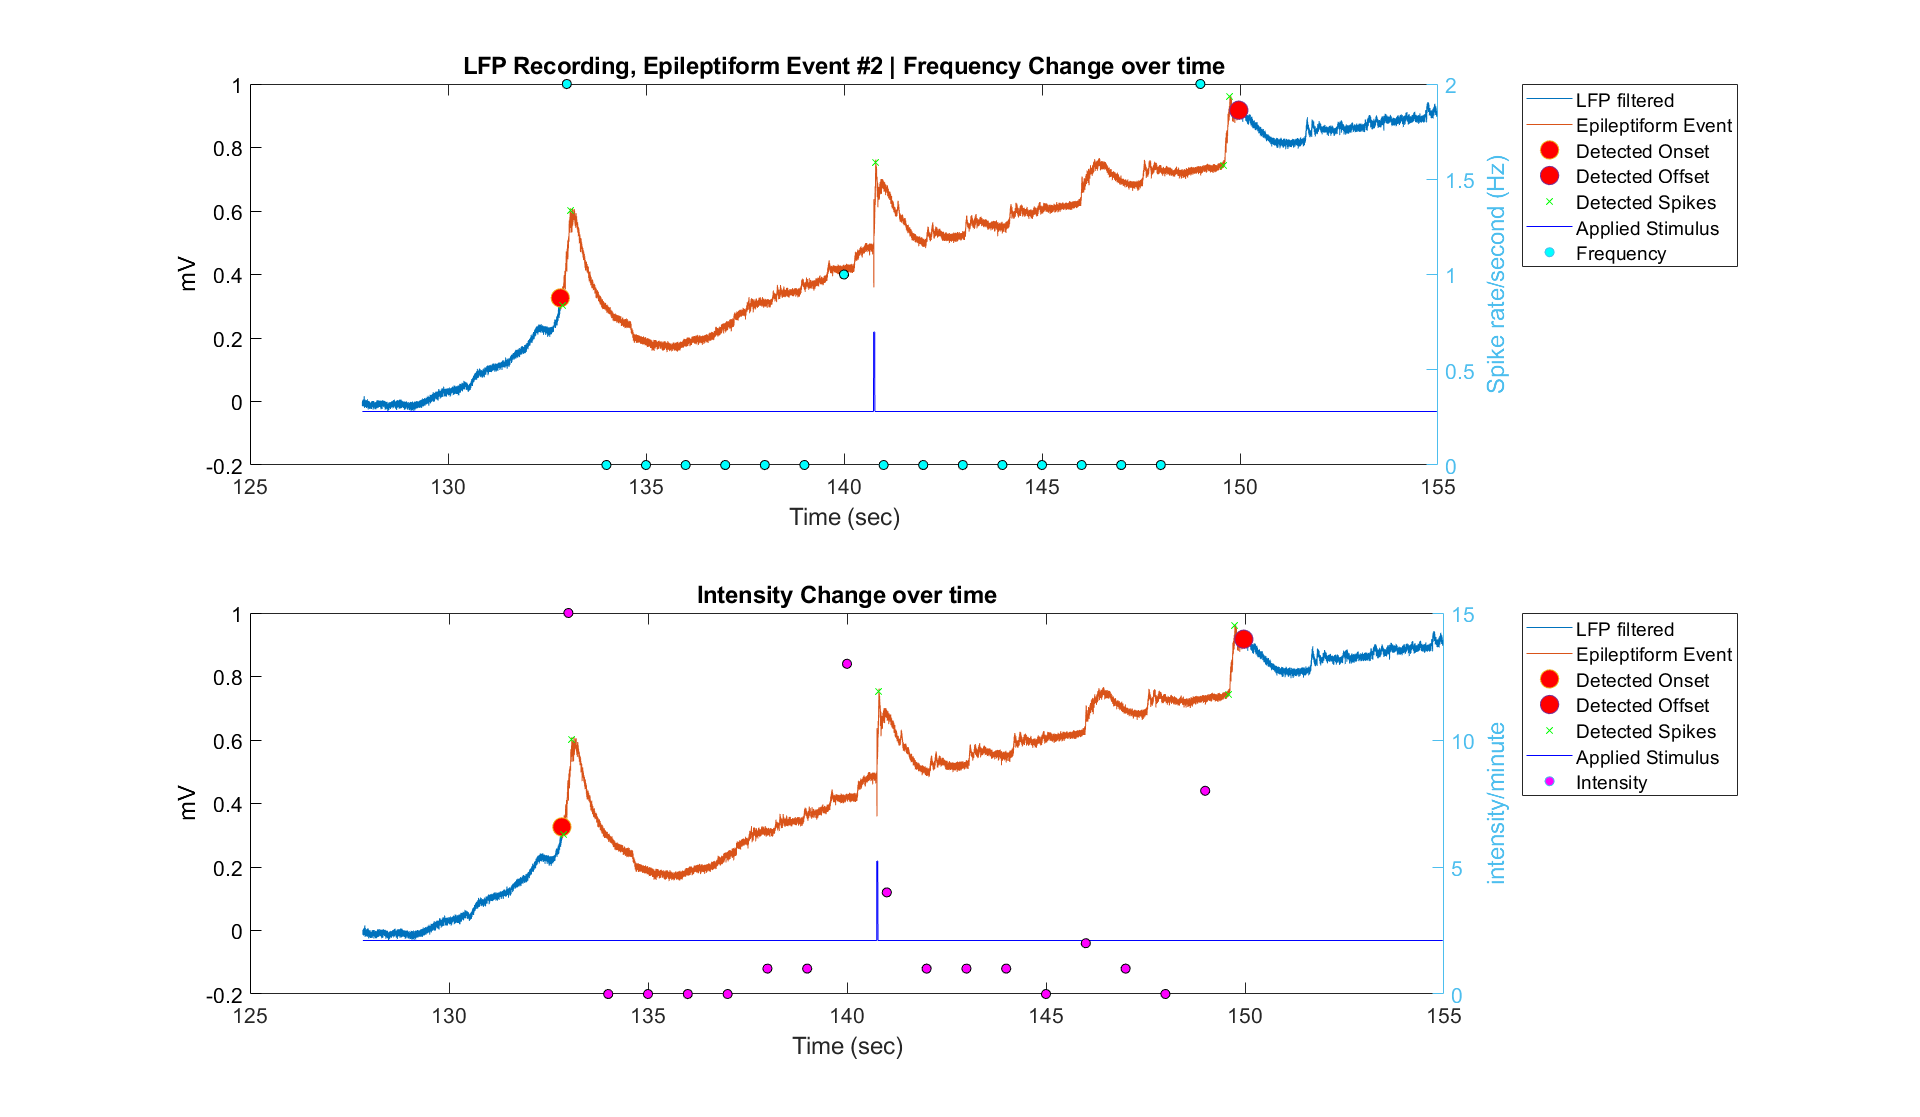 LFP Recording, Epileptiform Event #2 | Frequency Change over time
1
0.8
0.6
0.4
0.2
0
-0.2
mV
2
1.5
1
0.5
0
Spike rate/second (Hz)
125 130 135 140 145 150 155
Time (sec)
LFP filtered
Epileptiform Event
Detected Onset
Detected Offset
Detected Spikes
Applied Stimulus
Frequency
Intensity Change over time
1
0.8
0.6
0.4
0.2
0
-0.2
mV
15
10
5
0
intensity/minute
125 130 135 140 145 150 155
Time (sec)
LFP filtered
Epileptiform Event
Detected Onset
Detected Offset
Detected Spikes
Applied Stimulus
Intensity